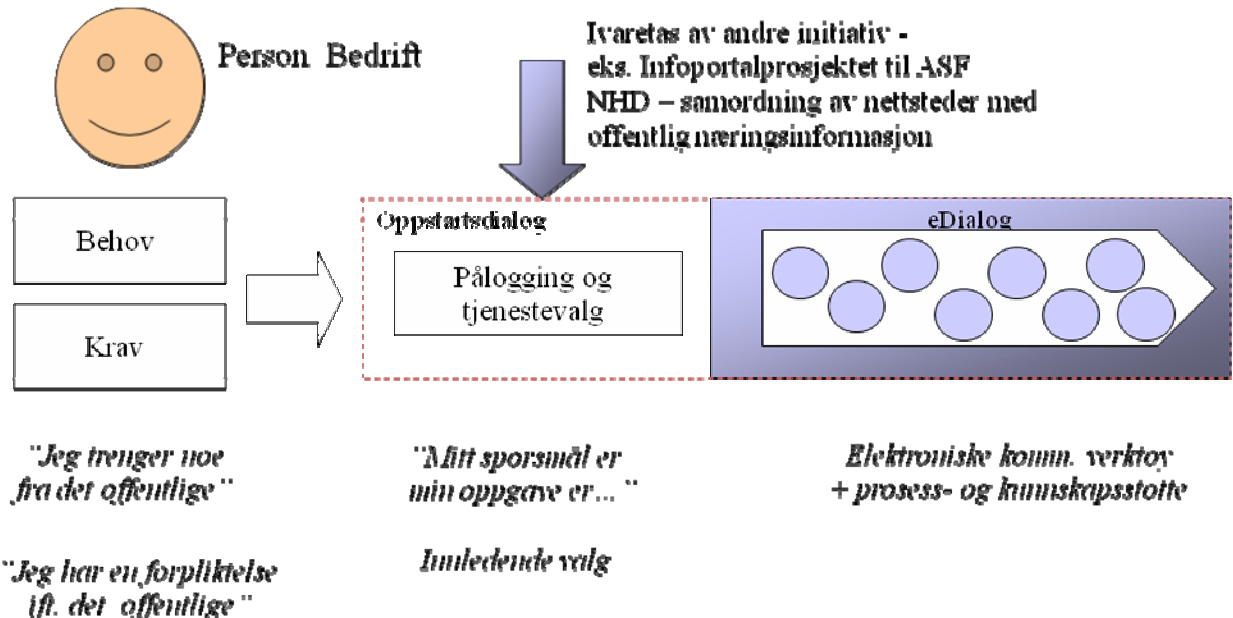 Person Bedrift
Ivaretas av andre initiativ -
eks. Infoportalprosjektet til ASF
NHD – samordning av nettsteder med
offentlig næringsinformasjon
Behov
Krav
Oppstartsdialog
Pålogging og
tjenestevalg
eDialog
"Jeg trenger noe
fra det offentlige"
"Jeg har en forpliktelse
ift. det offentlige"
"Mitt spørsmål er
min oppgave er..."
Innledende valg
Elektroniske komm. verktøy
+ prosess- og kunnskapsstøtte